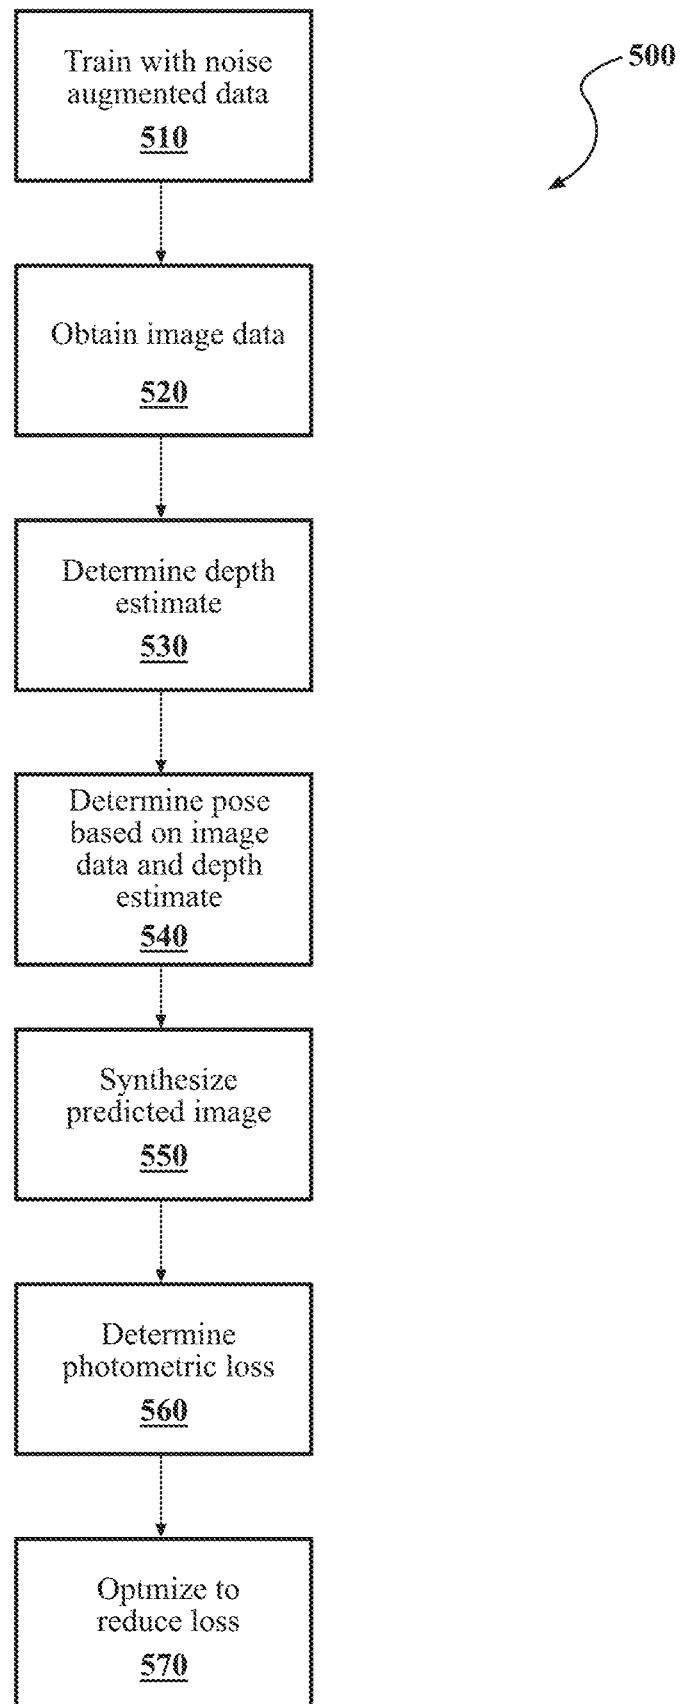 Train with noise
augmented data
510
500
Obtain image data
520
Determine depth
estimate
530
Determine pose
based on image
data and depth
estimate
540
Synthesize
predicted image
550
Determine
photometric loss
560
Optmize to
reduce loss
570